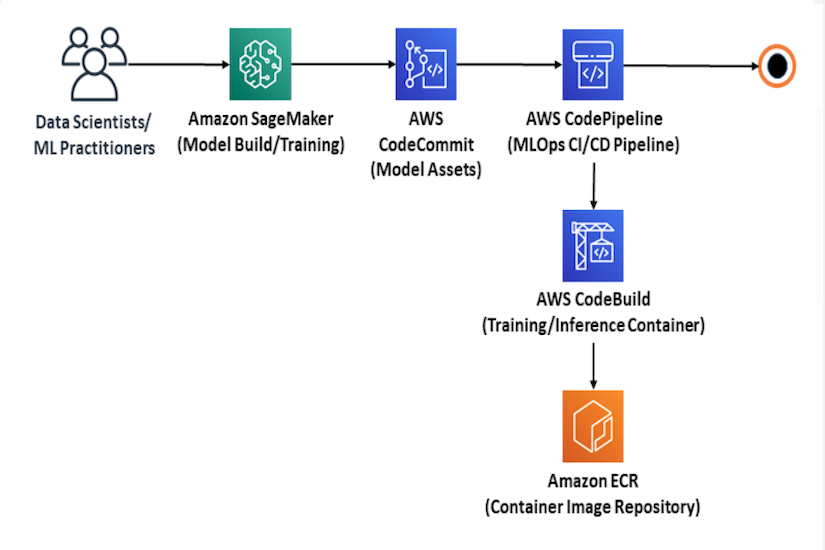 Data Scientists/
ML Practitioners
Amazon SageMaker
(Model Build/Training)
AWS
CodeCommit
(Model Assets)
AWS CodePipeline
(MLOps CI/CD Pipeline)
AWS CodeBuild
(Training/Inference Container)
Amazon ECR
(Container Image Repository)